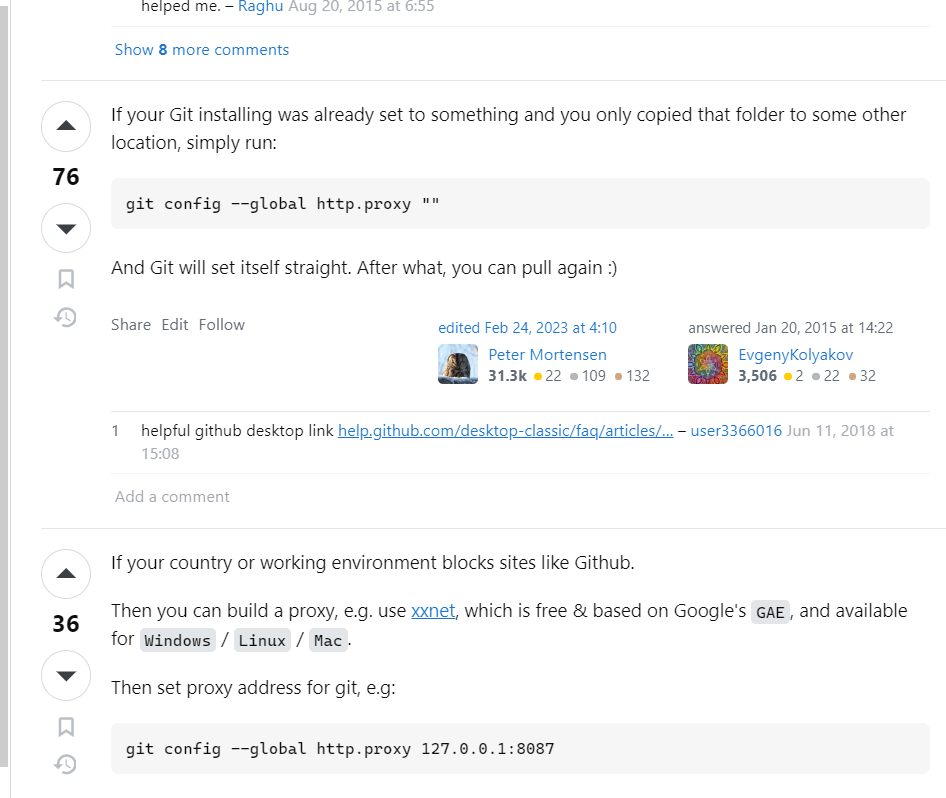 helped me. – Raghu Aug 20, 2015 at 6:55
Show 8 more comments
If your Git installing was already set to something and you only copied that folder to some other
location, simply run:
76
git config --global http.proxy ""
And Git will set itself straight. After what, you can pull again :)
Share Edit Follow
edited Feb 24, 2023 at 4:10
Peter Mortensen
31.3k 22 109 132
answered Jan 20, 2015 at 14:22
EvgenyKolyakov
3,506 2 22 32
1 helpful github desktop link help.github.com/desktop-classic/faq/articles/... – user3366016 Jun 11, 2018 at
15:08
Add a comment
If your country or working environment blocks sites like Github.
36
Then you can build a proxy, e.g. use xxnet, which is free & based on Google's GAE, and available
for Windows / Linux / Mac.
Then set proxy address for git, e.g:
git config --global http.proxy 127.0.0.1:8087